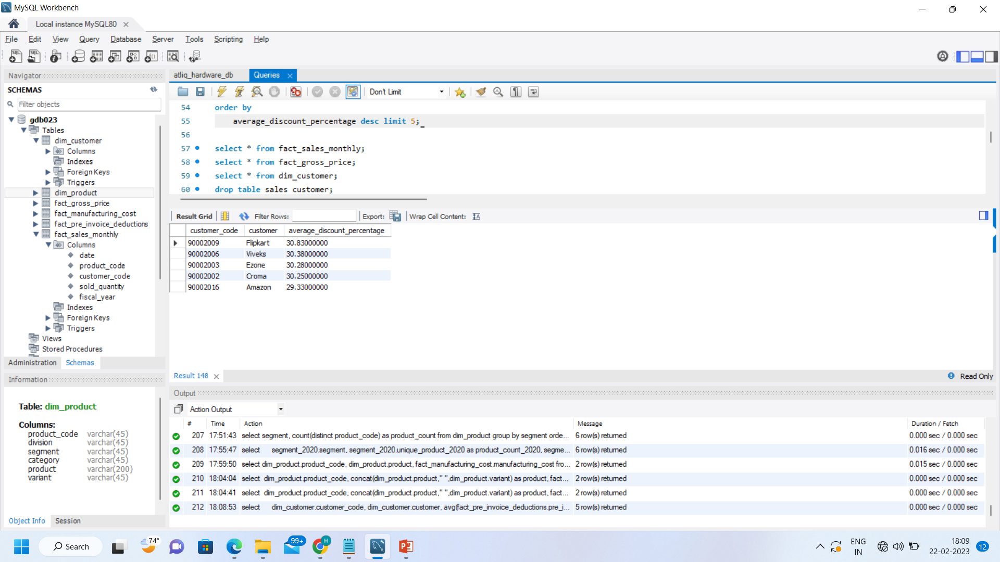 MySQL Workbench
Local instance MySQL80
File Edit View Query Database Server Tools Scripting Help
Navigator
SCHEMAS
Filter objects
gdb023
Tables
dim_customer
Columns
Indexes
Foreign Keys
Triggers
dim_product
fact_gross_price
fact_manufacturing_cost
fact_pre_invoice_deductions
fact_sales_monthly
Columns
date
product_code
customer_code
sold_quantity
fiscal_year
Indexes
Foreign Keys
Triggers
Views
Stored Procedures
Administration Schemas
Information
Table: dim_product
Columns:
product_code varchar(45)
division varchar(45)
segment varchar(45)
category varchar(45)
product varchar(200)
variant varchar(45)
Object Info Session
atliq_hardware_db Queries
Don't Limit
54 order by
55 average_discount_percentage desc limit 5;
56
57 select * from fact_sales_monthly;
58 select * from fact_gross_price;
59 select * from dim_customer;
60 drop table sales customer;
Result Grid Filter Rows: Export: Wrap Cell Content:
customer_code customer average_discount_percentage
90002009 Flipkart 30.83000000
90002006 Viveks 30.38000000
90002003 Ezone 30.28000000
90002002 Croma 30.25000000
90002016 Amazon 29.33000000
Result 148 Read Only
Output
Action Output
# Time Action Message Duration / Fetch
207 17:51:43 select segment, count(distinct product_code) as product_count from dim_product group by segment orde... 6 row(s) returned 0.000 sec / 0.000 sec
208 17:55:47 select segment_2020.segment, segment_2020.unique_product_2020 as product_count_2020, segme... 6 row(s) returned 0.016 sec / 0.000 sec
209 17:59:50 select dim_product.product_code, dim_product.product, fact_manufacturing_cost.manufacturing_cost fro... 2 row(s) returned 0.015 sec / 0.000 sec
210 18:04:04 select dim_product.product_code, concat(dim_product.product," ",dim_product.variant) as product, fact... 2 row(s) returned 0.000 sec / 0.000 sec
211 18:04:41 select dim_product.product_code, concat(dim_product.product," ",dim_product.variant) as product, fact... 2 row(s) returned 0.000 sec / 0.000 sec
212 18:08:53 select dim_customer.customer_code, dim_customer.customer, avg(fact_pre_invoice_deductions.pre_i... 5 row(s) returned 0.000 sec / 0.000 sec
Search
74°
99+
H
ENG
IN
18:09
22-02-2023
12